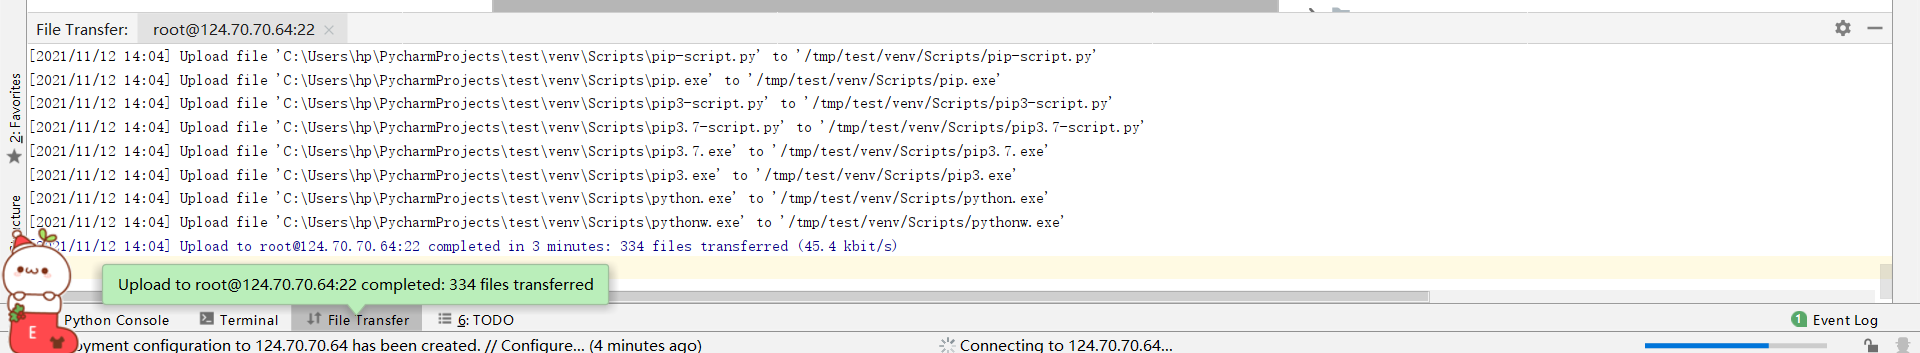 File Transfer: root@124.70.70.64:22
[2021/11/12 14:04] Upload file 'C:\Users\hp\PycharmProjects\test\venv\Scripts\pip-script.py' to '/tmp/test/venv/Scripts/pip-script.py'
[2021/11/12 14:04] Upload file 'C:\Users\hp\PycharmProjects\test\venv\Scripts\pip.exe' to '/tmp/test/venv/Scripts/pip.exe'
[2021/11/12 14:04] Upload file 'C:\Users\hp\PycharmProjects\test\venv\Scripts\pip3-script.py' to '/tmp/test/venv/Scripts/pip3-script.py'
[2021/11/12 14:04] Upload file 'C:\Users\hp\PycharmProjects\test\venv\Scripts\pip3.7-script.py' to '/tmp/test/venv/Scripts/pip3.7-script.py'
[2021/11/12 14:04] Upload file 'C:\Users\hp\PycharmProjects\test\venv\Scripts\pip3.7.exe' to '/tmp/test/venv/Scripts/pip3.7.exe'
[2021/11/12 14:04] Upload file 'C:\Users\hp\PycharmProjects\test\venv\Scripts\pip3.exe' to '/tmp/test/venv/Scripts/pip3.exe'
[2021/11/12 14:04] Upload file 'C:\Users\hp\PycharmProjects\test\venv\Scripts\python.exe' to '/tmp/test/venv/Scripts/python.exe'
[2021/11/12 14:04] Upload file 'C:\Users\hp\PycharmProjects\test\venv\Scripts\pythonw.exe' to '/tmp/test/venv/Scripts/pythonw.exe'
21/11/12 14:04] Upload to root@124.70.70.64:22 completed in 3 minutes: 334 files transferred (45.4 kbit/s)
2: Favorites
Upload to root@124.70.70.64:22 completed: 334 files transferred
E
Python Console Terminal File Transfer 6: TODO 1 Event Log
oyment configuration to 124.70.70.64 has been created. // Configure... (4 minutes ago) Connecting to 124.70.70.64...